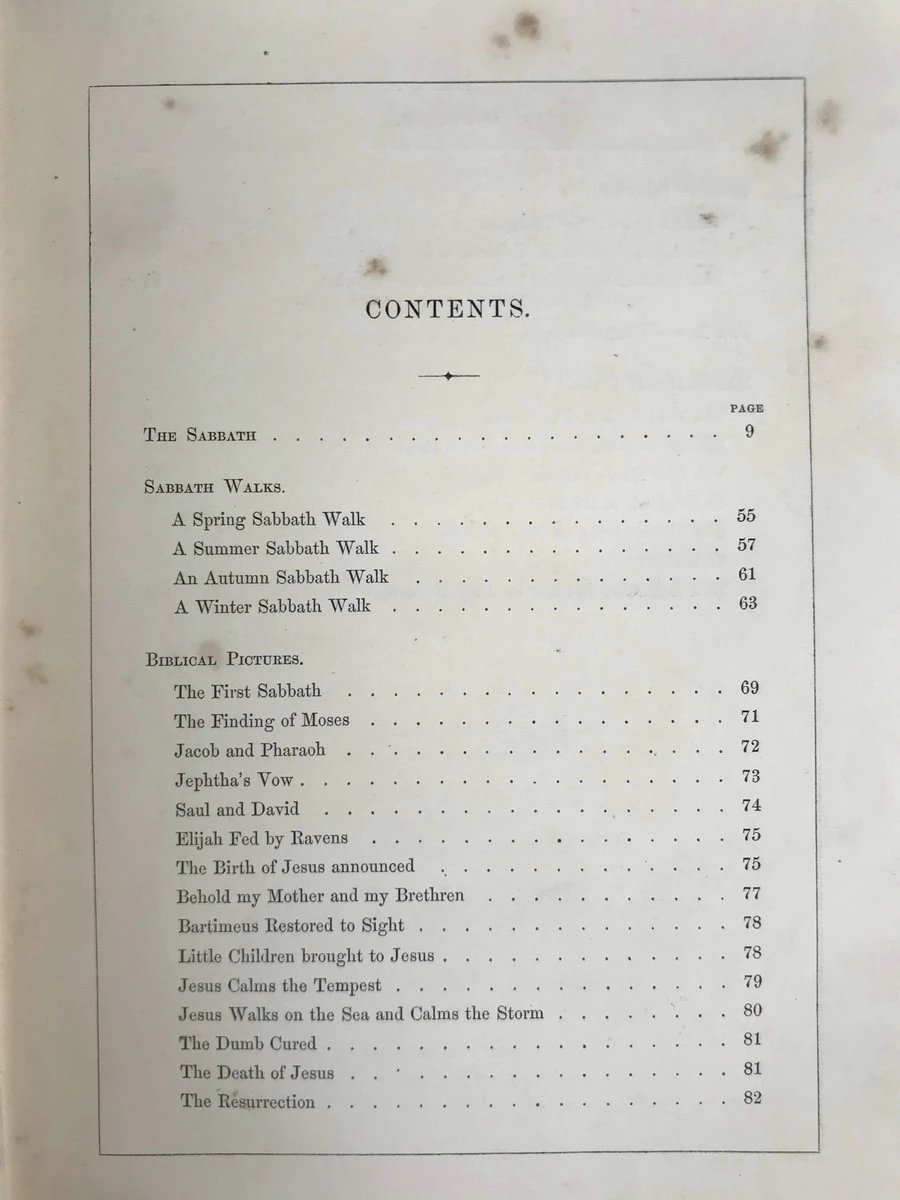 CONTENTS.
PAGE
THE SABBATH . . . . . . . . . . . . . . . . . . . . 9
SABBATH WALKS.
A Spring Sabbath Walk . . . . . . . . . . . . . . . 55
A Summer Sabbath Walk . . . . . . . . . . . . . . . 57
An Autumn Sabbath Walk . . . . . . . . . . . . . . 61
A Winter Sabbath Walk . . . . . . . . . . . . . . . 63
BIBLICAL PICTURES.
The First Sabbath . . . . . . . . . . . . . . . . . 69
The Finding of Moses . . . . . . . . . . . . . . . . 71
Jacob and Pharaoh . . . . . . . . . . . . . . . . . 72
Jephtha's Vow . . . . . . . . . . . . . . . . . . . 73
Saul and David . . . . . . . . . . . . . . . . . . 74
Elijah Fed by Ravens . . . . . . . . . . . . . . . . 75
The Birth of Jesus announced . . . . . . . . . . . . . 75
Behold my Mother and my Brethren . . . . . . . . . . . 77
Bartimeus Restored to Sight . . . . . . . . . . . . . . 78
Little Children brought to Jesus . . . . . . . . . . . . . 78
Jesus Calms the Tempest . . . . . . . . . . . . . . . 79
Jesus Walks on the Sea and Calms the Storm . . . . . . . . 80
The Dumb Cured . . . . . . . . . . . . . . . . . . 81
The Death of Jesus . . . . . . . . . . . . . . . . . 81
The Resurrection . . . . . . . . . . . . . . . . . . 82